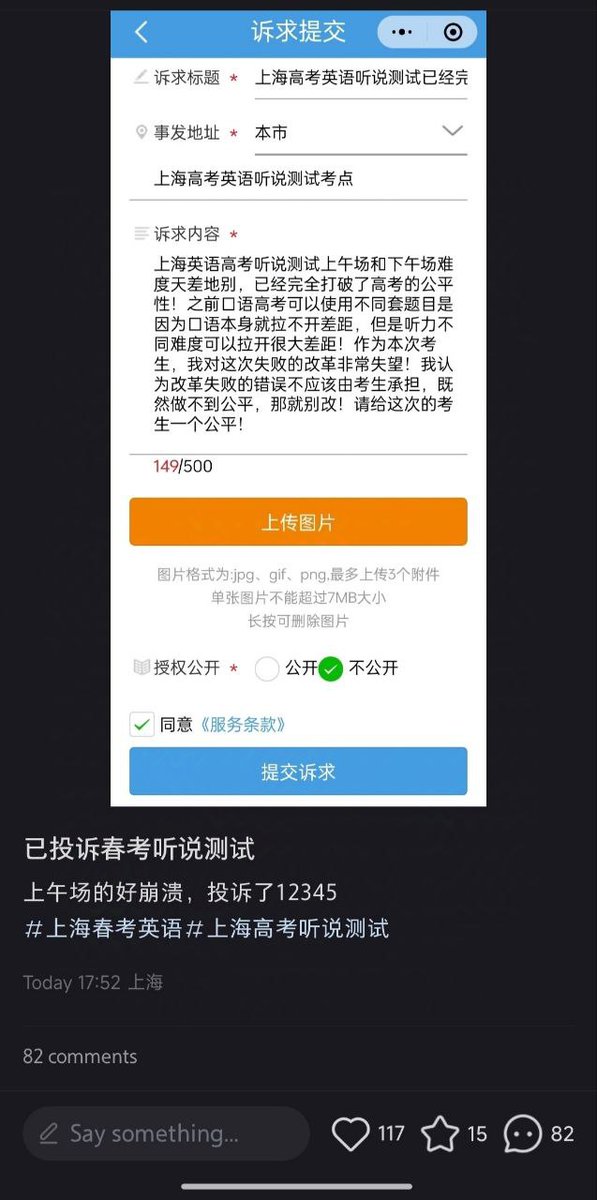 诉求提交
诉求标题 * 上海高考英语听说测试已经完
事发地址 * 本市
上海高考英语听说测试考点
诉求内容 *
上海英语高考听说测试上午场和下午场难
度天差地别，已经完全打破了高考的公平
性！之前口语高考可以使用不同套题目是
因为口语本身就拉不开差距，但是听力不
同难度可以拉开很大差距！作为本次考
生，我对这次失败的改革非常失望！我认
为改革失败的错误不应该由考生承担，既
然做不到公平，那就别改！请给这次的考
生一个公平！
149/500
上传图片
图片格式为:jpg、gif、png,最多上传3个附件
单张图片不能超过7MB大小
长按可删除图片
授权公开 * 公开 不公开
同意《服务条款》
提交诉求
已投诉春考听说测试
上午场的好崩溃，投诉了12345
#上海春考英语#上海高考听说测试
Today 17:52 上海
82 comments
Say something... 117 15 82